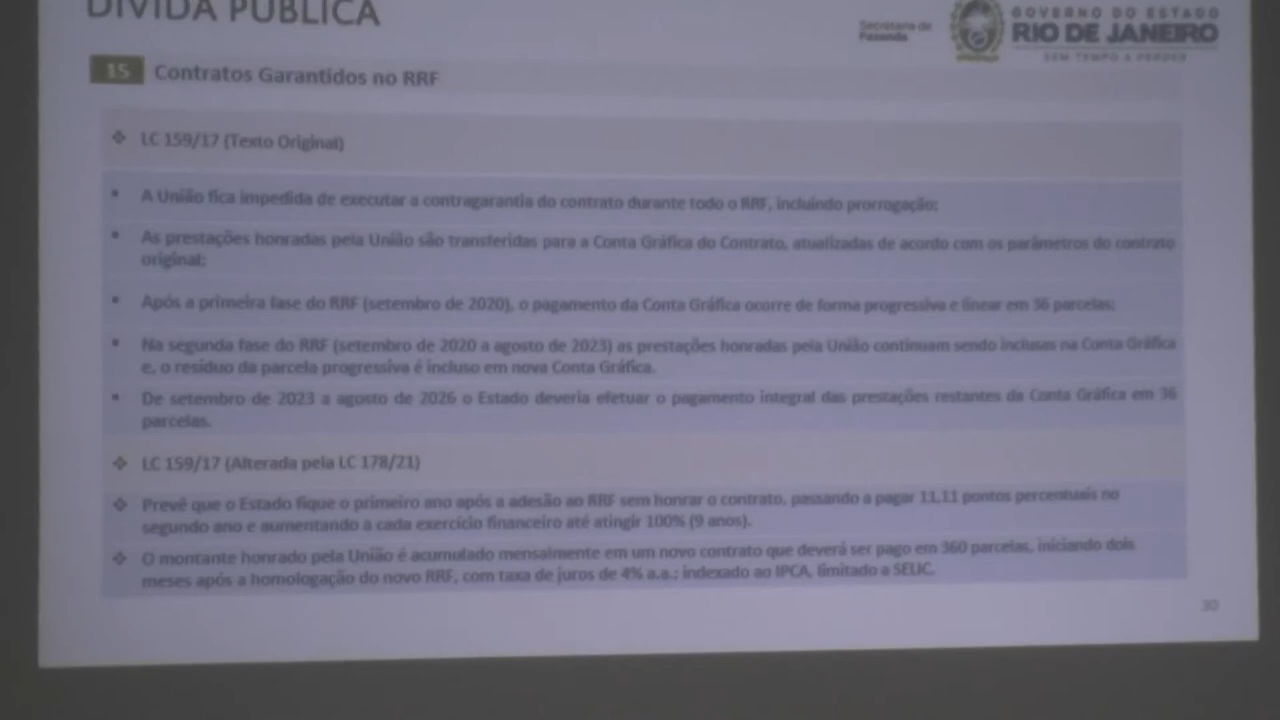 DÍVIDA PÚBLICA
Secretaria de
Fazenda
GOVERNO DO ESTADO
RIO DE JANEIRO
SEM TEMPO A PERDER
15 Contratos Garantidos no RRF
❖ LC 159/17 (Texto Original)
▪ A União fica impedida de executar a contragarantia do contrato durante todo o RRF, incluindo prorrogação;
▪ As prestações honradas pela União são transferidas para a Conta Gráfica do Contrato, atualizadas de acordo com os parâmetros do contrato
original;
▪ Após a primeira fase do RRF (setembro de 2020), o pagamento da Conta Gráfica ocorre de forma progressiva e linear em 36 parcelas;
▪ Na segunda fase do RRF (setembro de 2020 a agosto de 2023) as prestações honradas pela União continuam sendo inclusas na Conta Gráfica
e, o resíduo da parcela progressiva é incluso em nova Conta Gráfica.
▪ De setembro de 2023 a agosto de 2026 o Estado deveria efetuar o pagamento integral das prestações restantes da Conta Gráfica em 36
parcelas.
❖ LC 159/17 (Alterada pela LC 178/21)
❖ Prevê que o Estado fique o primeiro ano após a adesão ao RRF sem honrar o contrato, passando a pagar 11,11 pontos percentuais no
segundo ano e aumentando a cada exercício financeiro até atingir 100% (9 anos).
❖ O montante honrado pela União é acumulado mensalmente em um novo contrato que deverá ser pago em 360 parcelas, iniciando dois
meses após a homologação do novo RRF, com taxa de juros de 4% a.a.; indexado ao IPCA, limitado a SELIC.
30